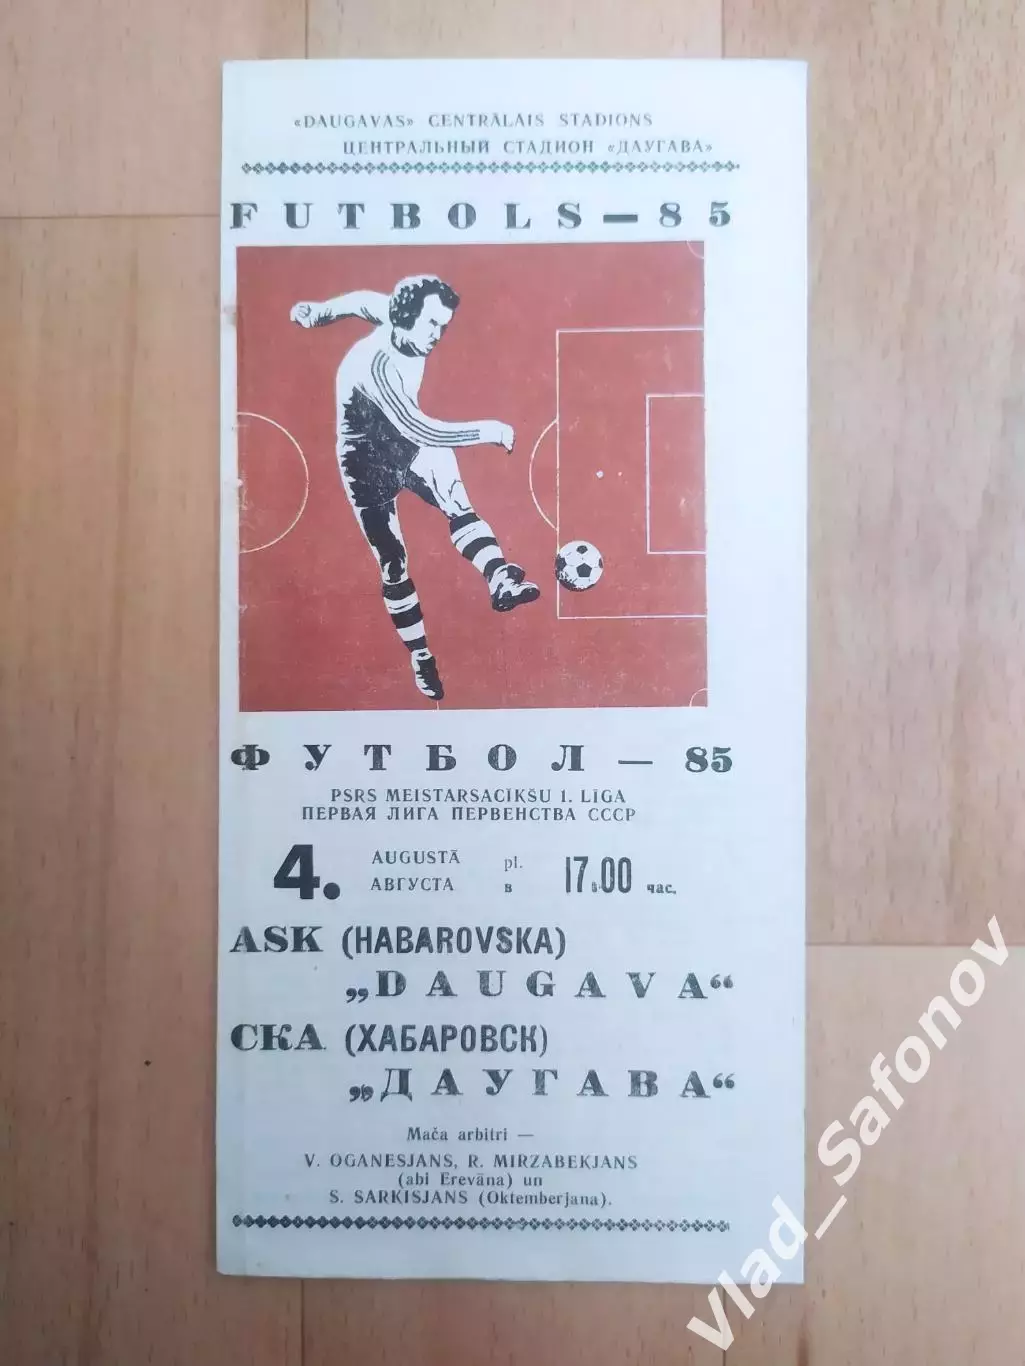 «DAUGAVAS» CENTRĀLAIS STADIONS
ЦЕНТРАЛЬНЫЙ СТАДИОН «ДАУГАВА»
FUTBOLS — 85
ФУТБОЛ — 85
PSRS MEISTARSACĪKŠU 1. LĪGA
ПЕРВАЯ ЛИГА ПЕРВЕНСТВА СССР
4. AUGUSTĀ pl. 17.00
АВГУСТА в час.
ASK (HABAROVSKA)
„DAUGAVA“
СКА (ХАБАРОВСК)
„ДАУГАВА“
Mača arbitri —
V. OGANESJANS, R. MIRZABEKJANS
(abi Erevāna) un
S. SARKISJANS (Oktemberjana).
Vlad__Safonov